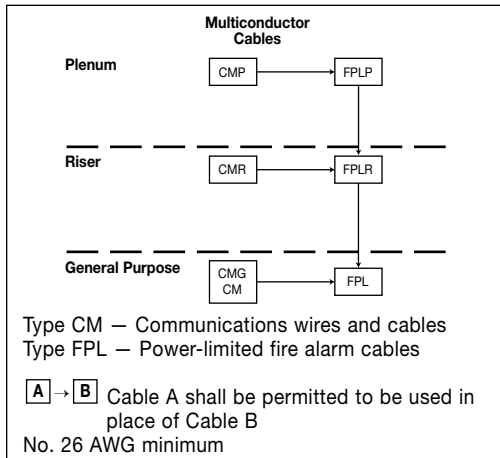 Multiconductor
Cables
Plenum
CMP
FPLP
Riser
CMR
FPLR
General Purpose
CMG
CM
FPL
Type CM — Communications wires and cables
Type FPL — Power-limited fire alarm cables
A → B Cable A shall be permitted to be used in
place of Cable B
No. 26 AWG minimum